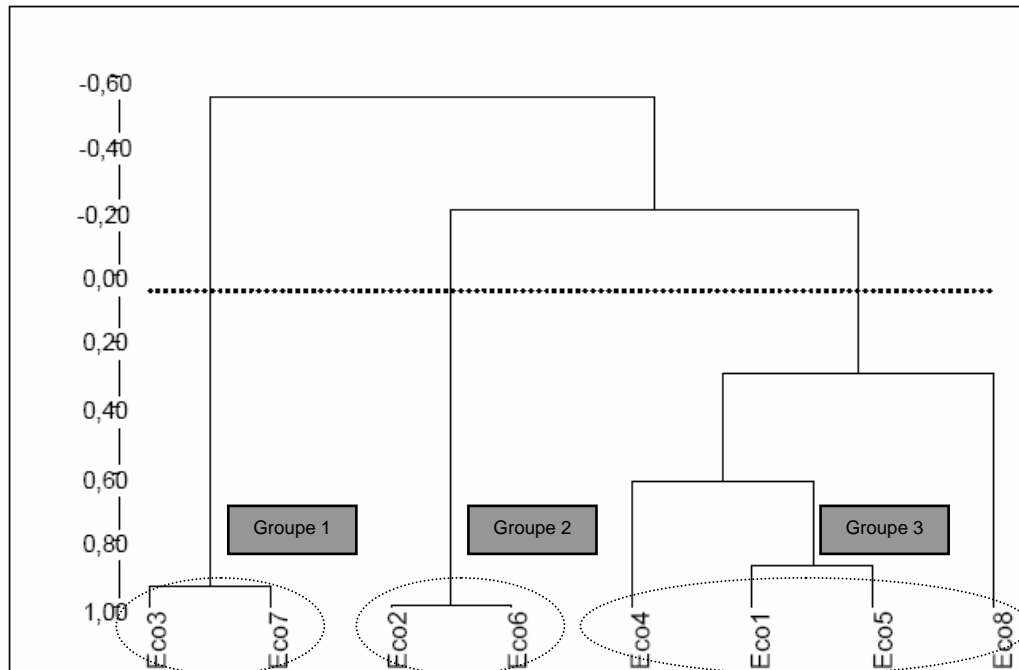 -0,60
-0,40
-0,20
0,00
0,20
0,40
0,60
0,80
1,00
Groupe 1
Groupe 2
Groupe 3
Eco3
Eco7
Eco2
Eco6
Eco4
Eco1
Eco5
Eco8